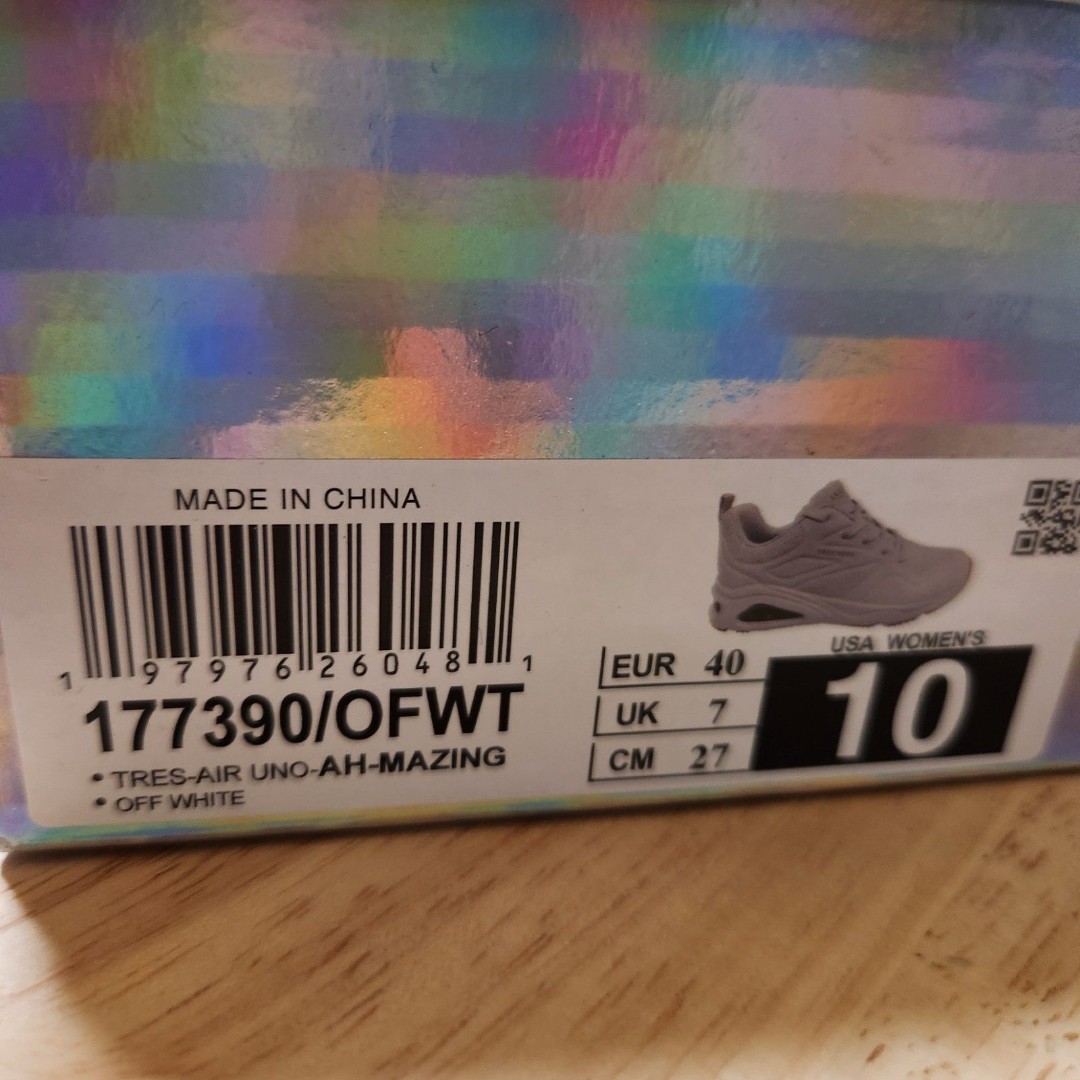 MADE IN CHINA
1 97976 26048 1
177390/OFWT
• TRES-AIR UNO-AH-MAZING
• OFF WHITE
USA WOMEN'S
10
EUR 40
UK 7
CM 27